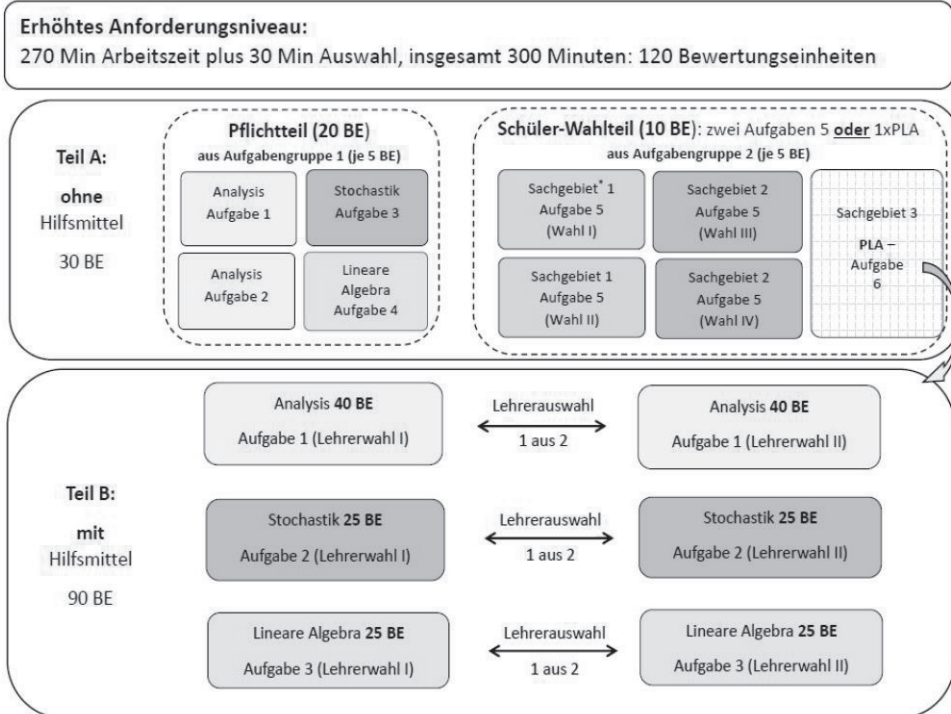 Erhöhtes Anforderungsniveau:
270 Min Arbeitszeit plus 30 Min Auswahl, insgesamt 300 Minuten: 120 Bewertungseinheiten
Teil A:
ohne
Hilfsmittel
30 BE
Pflichtteil (20 BE)
aus Aufgabengruppe 1 (je 5 BE)
Analysis
Aufgabe 1
Stochastik
Aufgabe 3
Analysis
Aufgabe 2
Lineare
Algebra
Aufgabe 4
Schüler-Wahlteil (10 BE): zwei Aufgaben 5 oder 1xPLA
aus Aufgabengruppe 2 (je 5 BE)
Sachgebiet* 1
Aufgabe 5
(Wahl I)
Sachgebiet 2
Aufgabe 5
(Wahl III)
Sachgebiet 1
Aufgabe 5
(Wahl II)
Sachgebiet 2
Aufgabe 5
(Wahl IV)
Sachgebiet 3
PLA –
Aufgabe
6
Teil B:
mit
Hilfsmittel
90 BE
Analysis 40 BE
Aufgabe 1 (Lehrerwahl I)
Lehrerauswahl
1 aus 2
Analysis 40 BE
Aufgabe 1 (Lehrerwahl II)
Stochastik 25 BE
Aufgabe 2 (Lehrerwahl I)
Lehrerauswahl
1 aus 2
Stochastik 25 BE
Aufgabe 2 (Lehrerwahl II)
Lineare Algebra 25 BE
Aufgabe 3 (Lehrerwahl I)
Lehrerauswahl
1 aus 2
Lineare Algebra 25 BE
Aufgabe 3 (Lehrerwahl II)